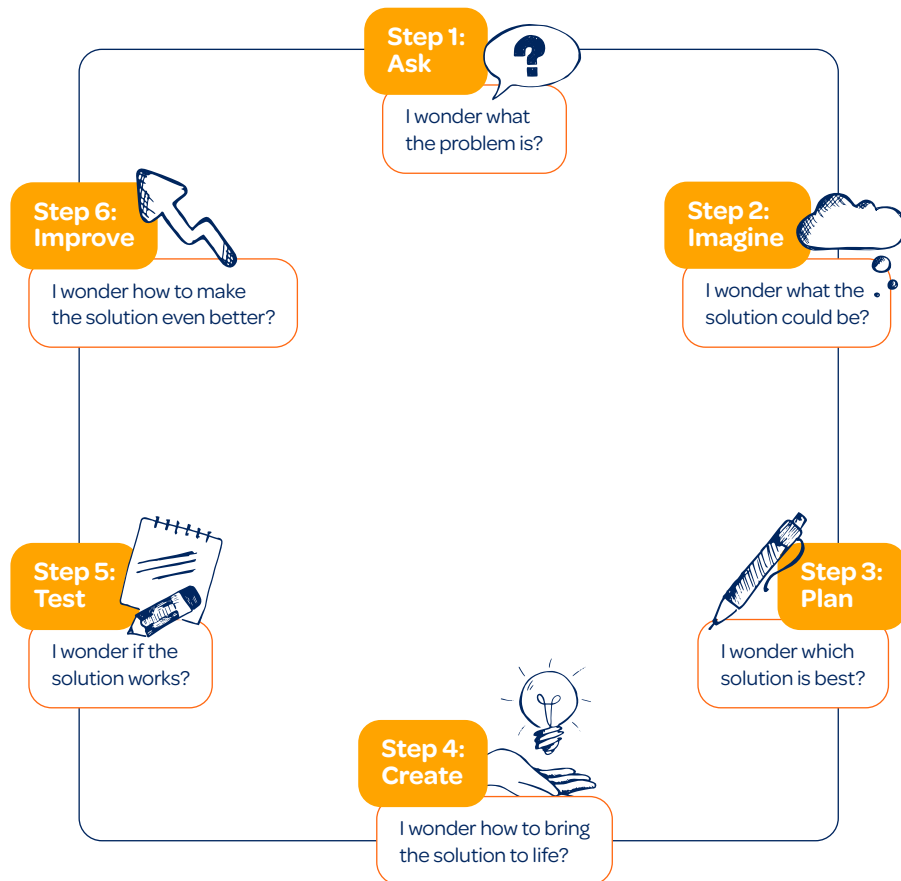 Step 1:
Ask
?
I wonder what
the problem is?
Step 2:
Imagine
I wonder what the
solution could be?
Step 3:
Plan
I wonder which
solution is best?
Step 4:
Create
I wonder how to bring
the solution to life?
Step 5:
Test
I wonder if the
solution works?
Step 6:
Improve
I wonder how to make
the solution even better?